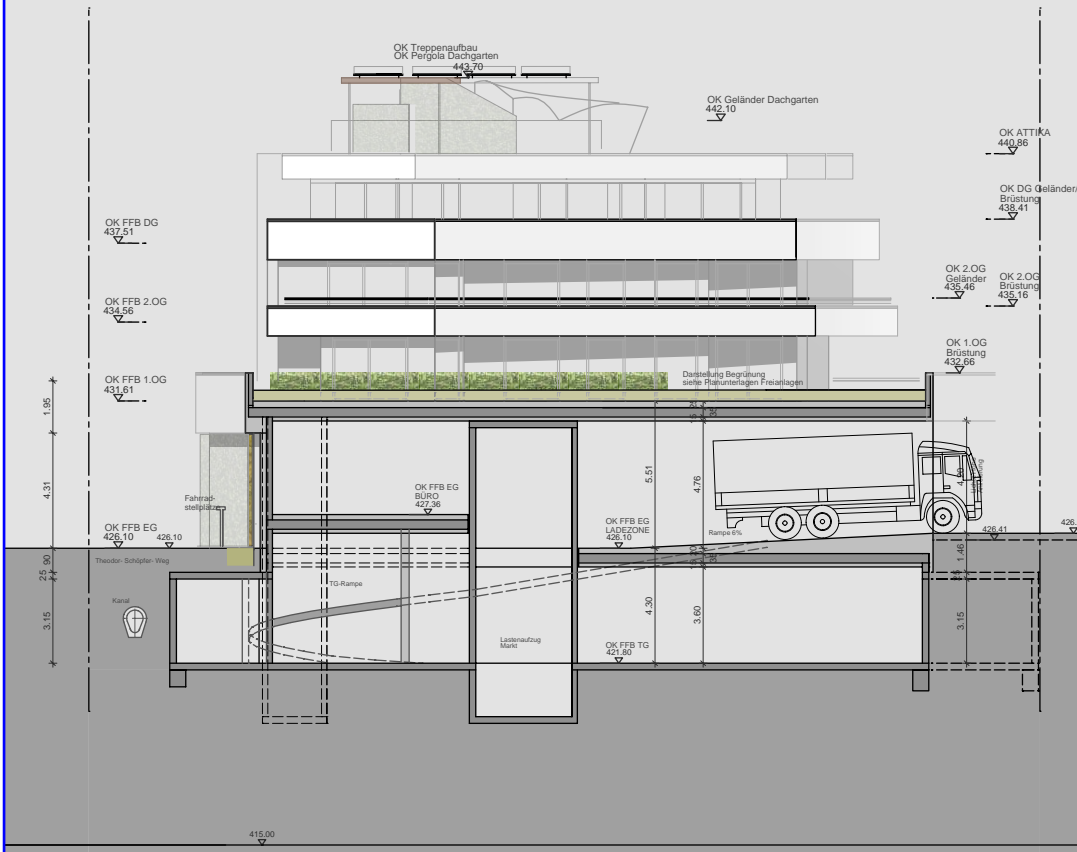 OK Treppenaufbau
OK Pergola Dachgarten
443.70
OK Geländer Dachgarten
442.10
OK ATTIKA
440.86
OK DG Geländer/
Brüstung
438.41
OK FFB DG
437.51
OK 2.OG
Geländer
435.46
OK 2.OG
Brüstung
435.16
OK FFB 2.OG
434.56
OK 1.OG
Brüstung
432.66
OK FFB 1.OG
431.61
Darstellung Begrünung
siehe Planunterlagen Freianlagen
1.95
4.31
90
25
3.15
5.51
4.76
4.30
3.60
1.46
3.15
Fahrrad-
stellplätze
OK FFB EG
BÜRO
427.36
OK FFB EG
426.10
426.10
OK FFB EG
LADEZONE
426.10
Rampe 6%
426.41
426.
Theodor- Schöpfer- Weg
TG-Rampe
Kanal
Lastenaufzug
Markt
OK FFB TG
421.80
415.00